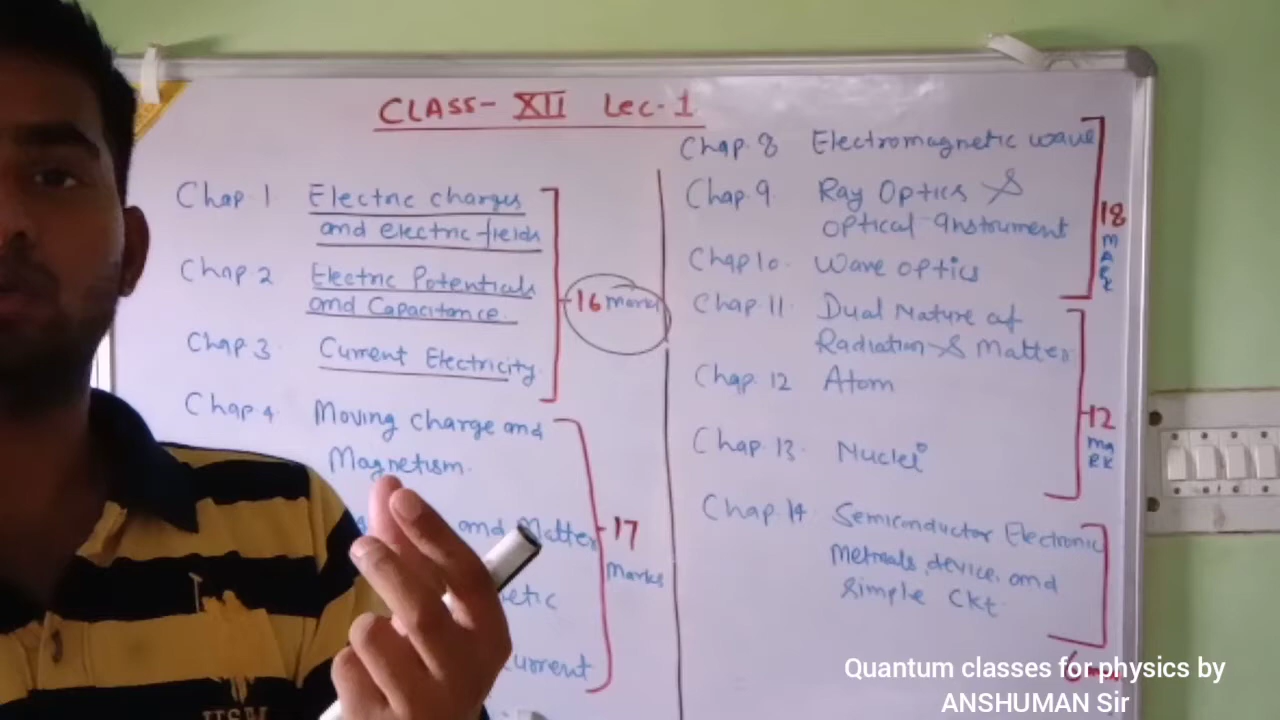 CLASS- XII Lec-1
Chap 1 Electric charges
and electric fields
Chap 2 Electric Potentials
and Capacitance.
Chap 3 Current Electricity
16 marks
Chap 4 Moving charge and
Magnetism.
and Matter
etic
current
17
marks
Chap. 8 Electromagnetic wave
Chap. 9 Ray Optics &
optical Instrument
Chap 10. Wave optics
18
MARK
Chap 11. Dual Nature of
Radiation & Matter
Chap. 12 Atom
Chap. 13. Nuclei
12
MARK
Chap. 14 Semiconductor Electronic
device, and
Simple Ckt.
Quantum classes for physics by
ANSHUMAN Sir